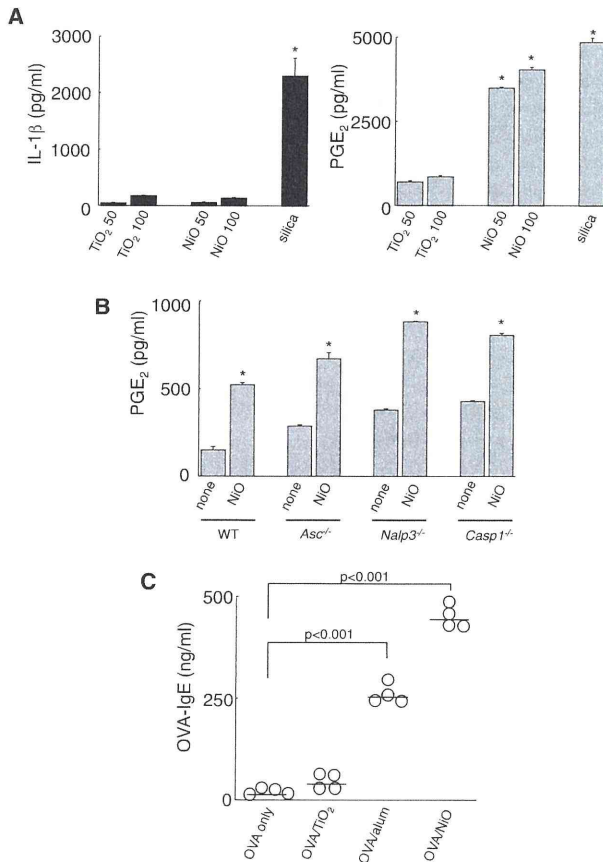 A
IL-1β (pg/ml)
3000
2000
1000
0
*
TiO₂ 50
TiO₂ 100
NiO 50
NiO 100
silica
PGE₂ (pg/ml)
5000
2500
0
*
*
*
TiO₂ 50
TiO₂ 100
NiO 50
NiO 100
silica
B
PGE₂ (pg/ml)
1000
500
0
*
*
*
*
none
NiO
none
NiO
none
NiO
none
NiO
WT
Asc⁻/⁻
Nalp3⁻/⁻
Casp1⁻/⁻
C
OVA-IgE (ng/ml)
500
250
0
p<0.001
p<0.001
OVA only
OVA/TiO₂
OVA/alum
OVA/NiO